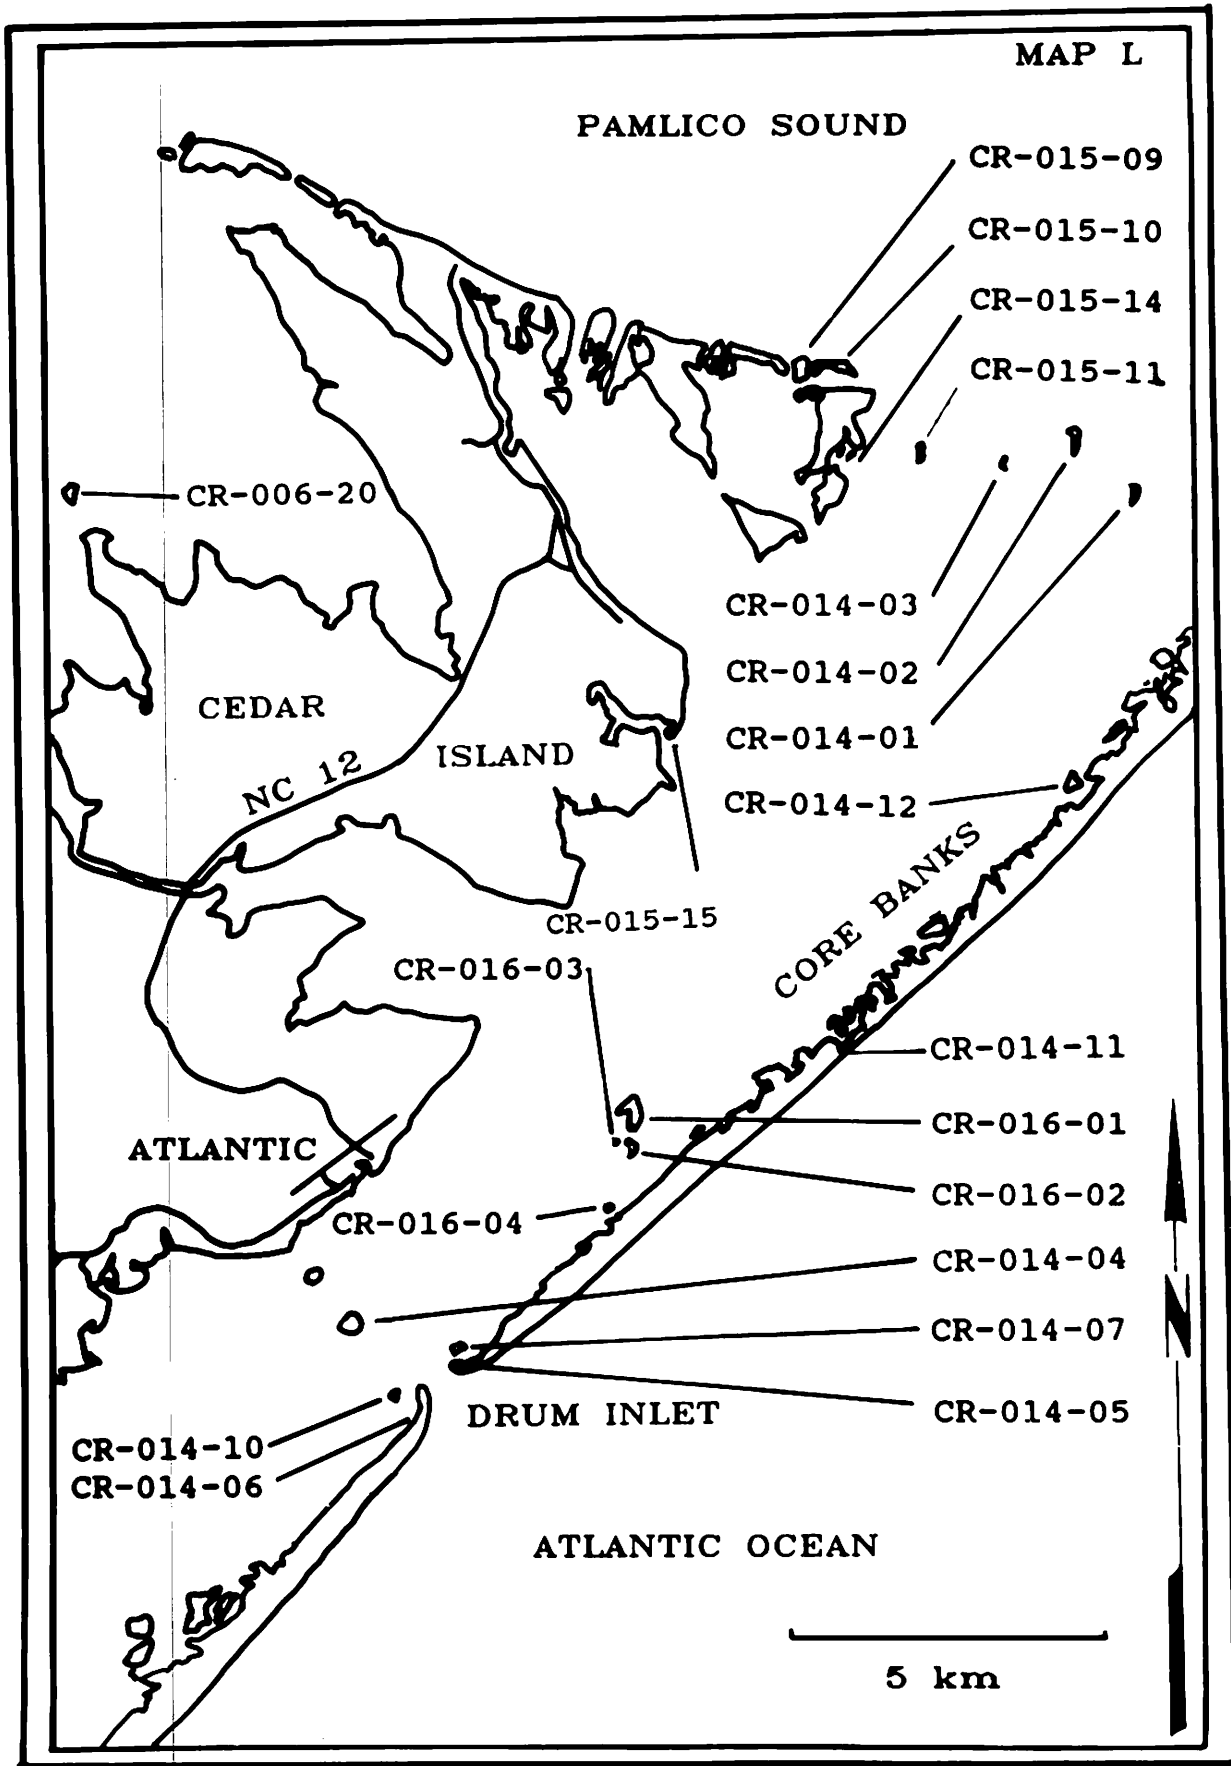 MAP L
PAMLICO SOUND
CR-015-09
CR-015-10
CR-015-14
CR-015-11
CR-006-20
CR-014-03
CR-014-02
CEDAR
CR-014-01
ISLAND
NC 12
CR-014-12
CORE BANKS
CR-015-15
CR-016-03
CR-014-11
CR-016-01
ATLANTIC
CR-016-02
CR-016-04
CR-014-04
N
CR-014-07
DRUM INLET
CR-014-05
CR-014-10
CR-014-06
ATLANTIC OCEAN
5 km